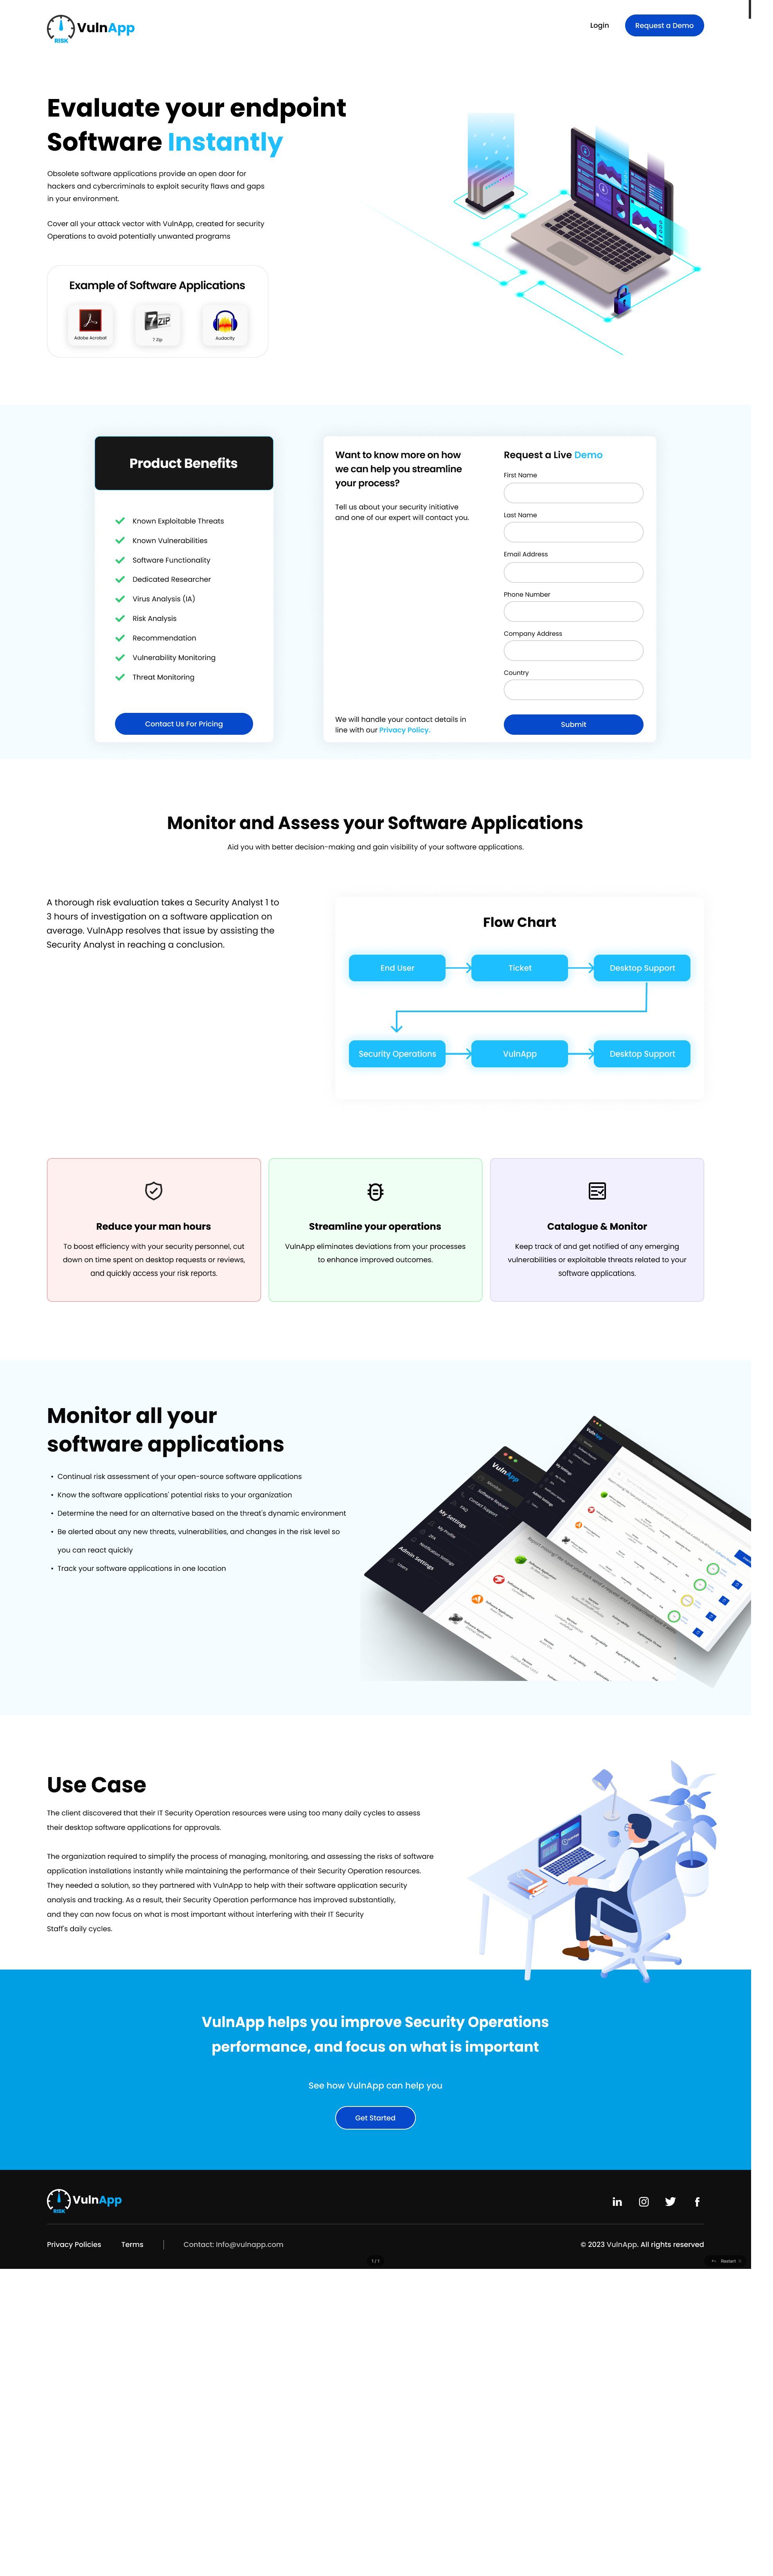 RISK
VulnApp
Login
Request a Demo
Evaluate your endpoint
Software Instantly
Obsolete software applications provide an open door for
hackers and cybercriminals to exploit security flaws and gaps
in your environment.
Cover all your attack vector with VulnApp, created for security
Operations to avoid potentially unwanted programs
Example of Software Applications
7ZIP
Adobe Acrobat
7 Zip
Audacity
Product Benefits
Known Exploitable Threats
Known Vulnerabilities
Software Functionality
Dedicated Researcher
Virus Analysis (IA)
Risk Analysis
Recommendation
Vulnerability Monitoring
Threat Monitoring
Contact Us For Pricing
Want to know more on how
we can help you streamline
your process?
Tell us about your security initiative
and one of our expert will contact you.
We will handle your contact details in
line with our Privacy Policy.
Request a Live Demo
First Name
Last Name
Email Address
Phone Number
Company Address
Country
Submit
Monitor and Assess your Software Applications
Aid you with better decision-making and gain visibility of your software applications.
A thorough risk evaluation takes a Security Analyst 1 to
3 hours of investigation on a software application on
average. VulnApp resolves that issue by assisting the
Security Analyst in reaching a conclusion.
Flow Chart
End User
Ticket
Desktop Support
Security Operations
VulnApp
Desktop Support
Reduce your man hours
To boost efficiency with your security personnel, cut
down on time spent on desktop requests or reviews,
and quickly access your risk reports.
Streamline your operations
VulnApp eliminates deviations from your processes
to enhance improved outcomes.
Catalogue & Monitor
Keep track of and get notified of any emerging
vulnerabilities or exploitable threats related to your
software applications.
Monitor all your
software applications
• Continual risk assessment of your open-source software applications
• Know the software applications' potential risks to your organization
• Determine the need for an alternative based on the threat's dynamic environment
• Be alerted about any new threats, vulnerabilities, and changes in the risk level so
you can react quickly
• Track your software applications in one location
VulnApp
Monitor
Software Request
Contact Support
FAQ
My Settings
My Profile
2FA
Notification Settings
Admin Settings
Users
Use Case
The client discovered that their IT Security Operation resources were using too many daily cycles to assess
their desktop software applications for approvals.
The organization required to simplify the process of managing, monitoring, and assessing the risks of software
application installations instantly while maintaining the performance of their Security Operation resources.
They needed a solution, so they partnered with VulnApp to help with their software application security
analysis and tracking. As a result, their Security Operation performance has improved substantially,
and they can now focus on what is most important without interfering with their IT Security
Staff's daily cycles.
VulnApp helps you improve Security Operations
performance, and focus on what is important
See how VulnApp can help you
Get Started
RISK
VulnApp
in
f
Privacy Policies
Terms
Contact: Info@vulnapp.com
© 2023 VulnApp. All rights reserved
1 / 1
Restart